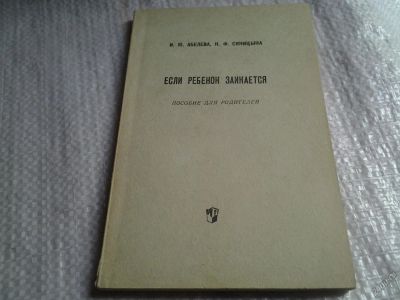 И. Ю. АБЕЛЕВА, Н. Ф. СИНИЦЫНА
ЕСЛИ РЕБЕНОК ЗАИКАЕТСЯ
ПОСОБИЕ ДЛЯ РОДИТЕЛЕЙ